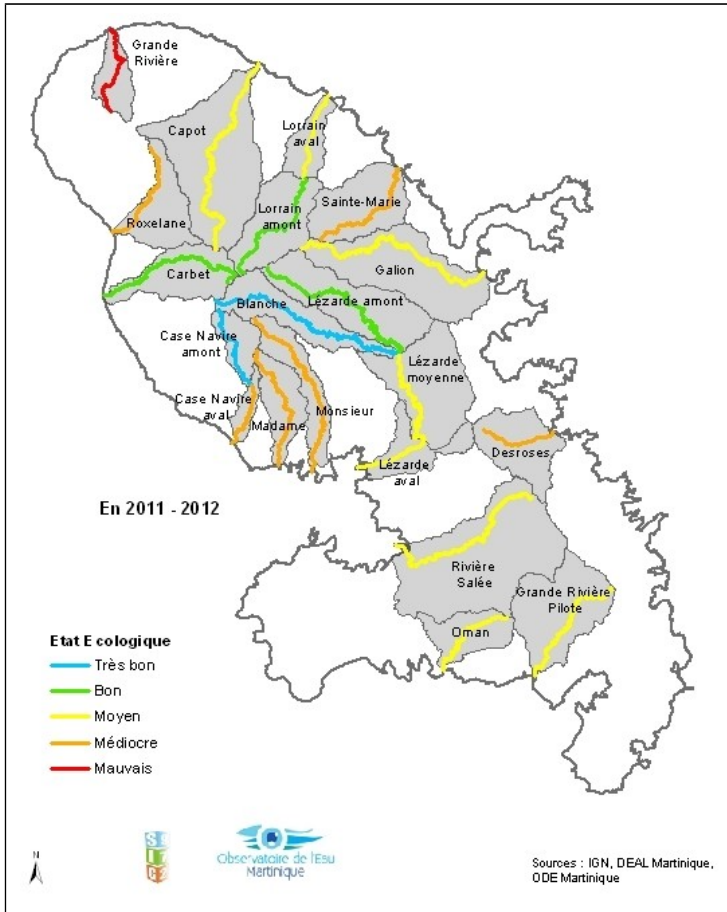 Grande
Rivière
Capot
Lorrain
aval
Roxelane
Lorrain
amont
Sainte-Marie
Carbet
Galion
Blanche
Lézarde amont
Case Navire
amont
Lézarde
moyenne
Case Navire
aval
Madame
Monsieur
Desroses
Lézarde
aval
En 2011 - 2012
Rivière
Salée
Grande Rivière
Pilote
Oman
Etat Ecologique
Très bon
Bon
Moyen
Médiocre
Mauvais
N
Observatoire de l'Eau
Martinique
Sources : IGN, DEAL Martinique,
ODE Martinique